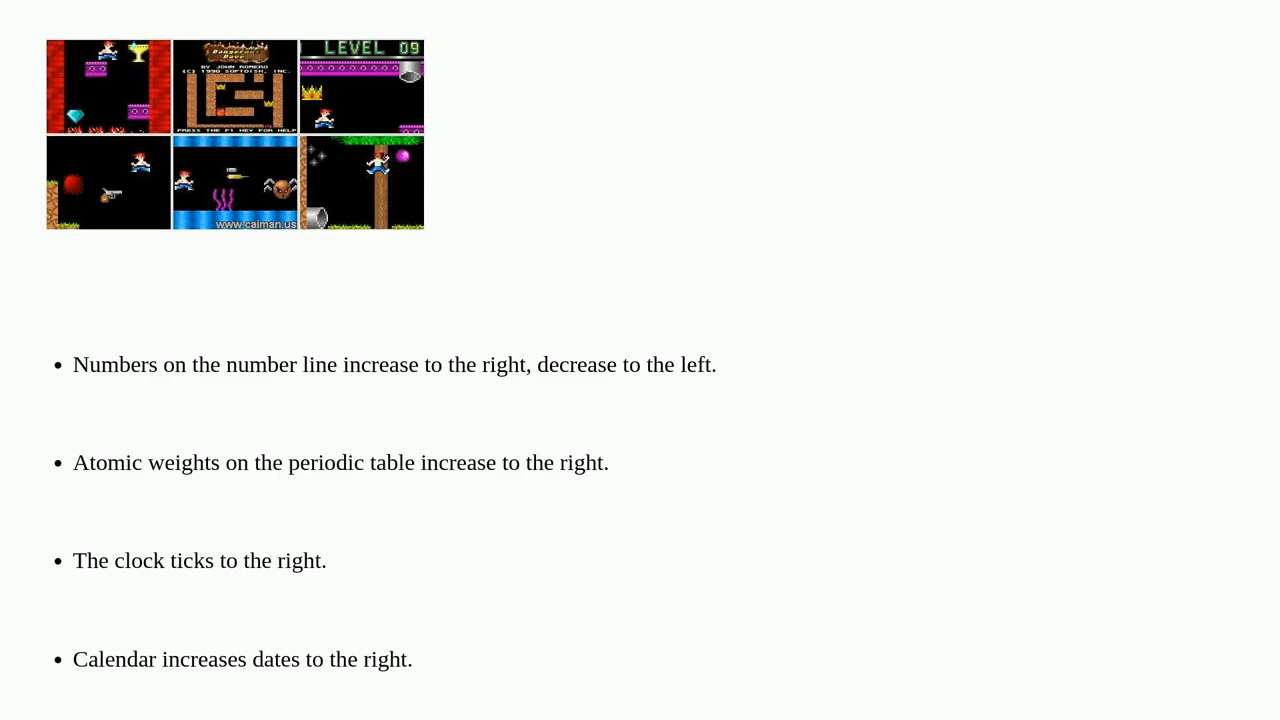 LEVEL 09
Dangerous Dave
BY JOHN ROMERO
(C) 1990 SOFTDISK, INC.
PRESS THE F1 KEY FOR HELP
www.caiman.us
Numbers on the number line increase to the right, decrease to the left.
Atomic weights on the periodic table increase to the right.
The clock ticks to the right.
Calendar increases dates to the right.